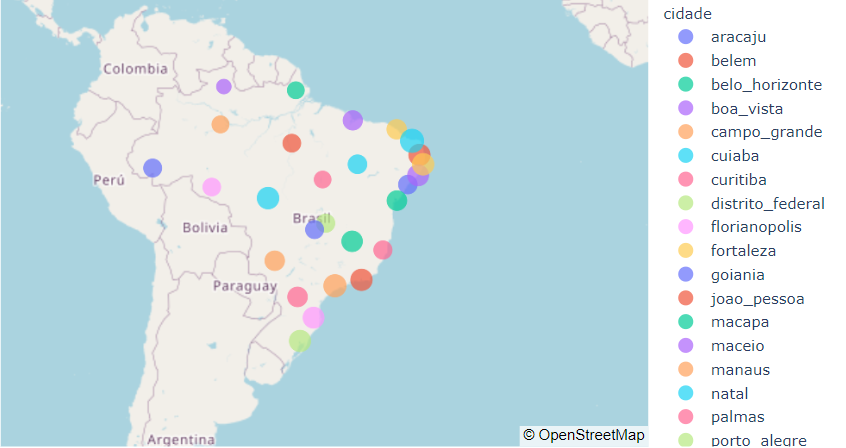 Colombia
Perú
Brasil
Bolivia
Paraguay
Argentina
© OpenStreetMap
cidade
aracaju
belem
belo_horizonte
boa_vista
campo_grande
cuiaba
curitiba
distrito_federal
florianopolis
fortaleza
goiania
joao_pessoa
macapa
maceio
manaus
natal
palmas
porto_alegre